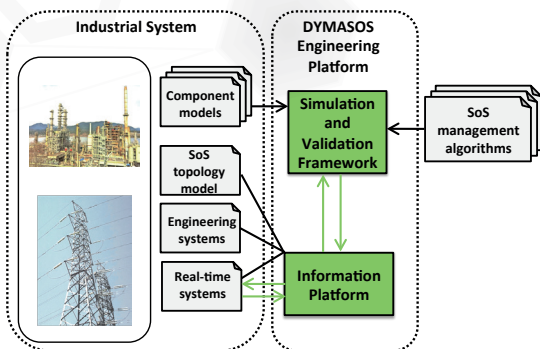 Industrial System
DYMASOS
Engineering
Platform
Component
models
Simulation
and
Validation
Framework
SoS
management
algorithms
SoS
topology
model
Engineering
systems
Real-time
systems
Information
Platform